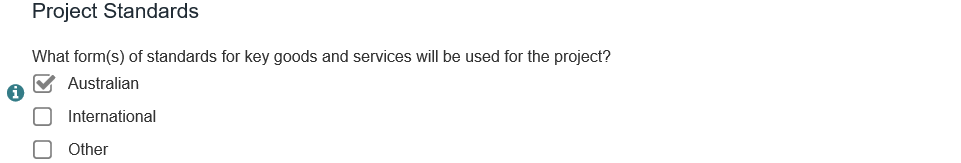 Project Standards
What form(s) of standards for key goods and services will be used for the project?
Australian
International
Other